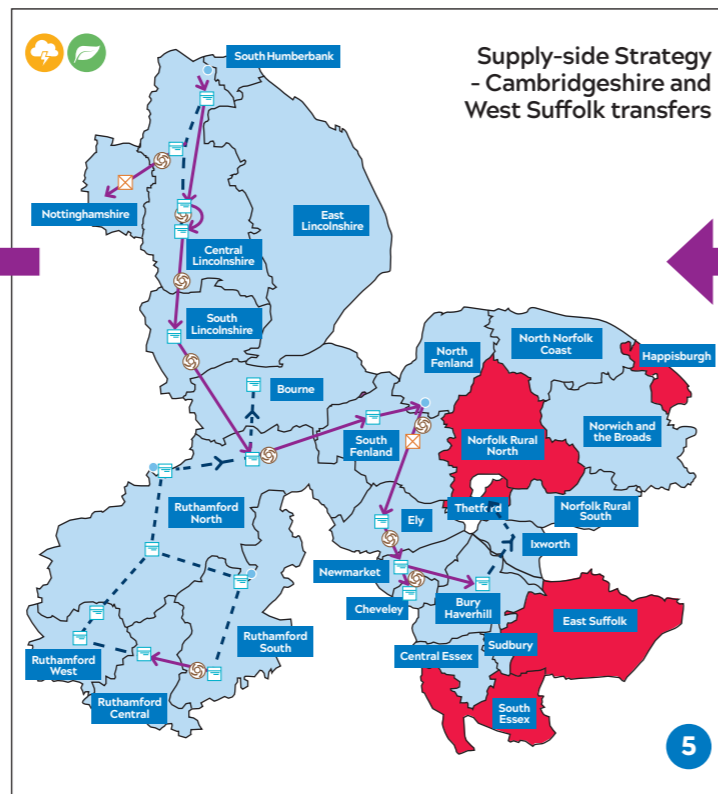 Supply-side Strategy
- Cambridgeshire and
West Suffolk transfers
South Humberbank
Nottinghamshire
East
Lincolnshire
Central
Lincolnshire
South
Lincolnshire
North
Fenland
North Norfolk
Coast
Happisburgh
Bourne
South
Fenland
Norfolk Rural
North
Norwich and
the Broads
Ruthamford
North
Ely
Thetford
Norfolk Rural
South
Ixworth
Newmarket
Cheveley
Bury
Haverhill
East Suffolk
Ruthamford
South
Sudbury
Central Essex
Ruthamford
West
Ruthamford
Central
South
Essex
5